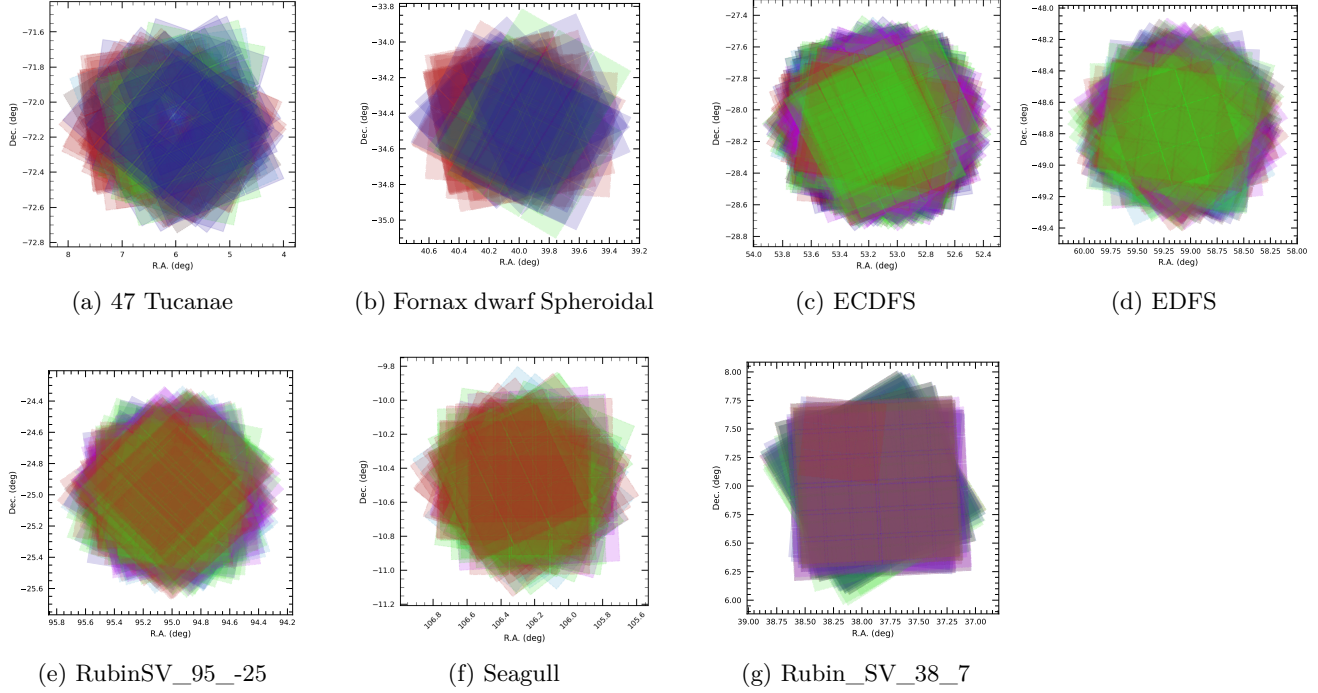 −71.6
−71.8
−72.0
−72.2
−72.4
−72.6
−72.8
Dec. (deg)
8 7 6 5 4
R.A. (deg)
(a) 47 Tucanae
−33.8
−34.0
−34.2
−34.4
−34.6
−34.8
−35.0
Dec. (deg)
40.6 40.4 40.2 40.0 39.8 39.6 39.4 39.2
R.A. (deg)
(b) Fornax dwarf Spheroidal
−27.4
−27.6
−27.8
−28.0
−28.2
−28.4
−28.6
−28.8
Dec. (deg)
54.0 53.8 53.6 53.4 53.2 53.0 52.8 52.6 52.4
R.A. (deg)
(c) ECDFS
−48.0
−48.2
−48.4
−48.6
−48.8
−49.0
−49.2
−49.4
Dec. (deg)
60.00 59.75 59.50 59.25 59.00 58.75 58.50 58.25 58.00
R.A. (deg)
(d) EDFS
−24.4
−24.6
−24.8
−25.0
−25.2
−25.4
−25.6
Dec. (deg)
95.8 95.6 95.4 95.2 95.0 94.8 94.6 94.4 94.2
R.A. (deg)
(e) RubinSV_95_-25
−9.8
−10.0
−10.2
−10.4
−10.6
−10.8
−11.0
−11.2
Dec. (deg)
106.8 106.6 106.4 106.2 106.0 105.8 105.6
R.A. (deg)
(f) Seagull
8.00
7.75
7.50
7.25
7.00
6.75
6.50
6.25
6.00
Dec. (deg)
39.00 38.75 38.50 38.25 38.00 37.75 37.50 37.25 37.00
R.A. (deg)
(g) Rubin_SV_38_7